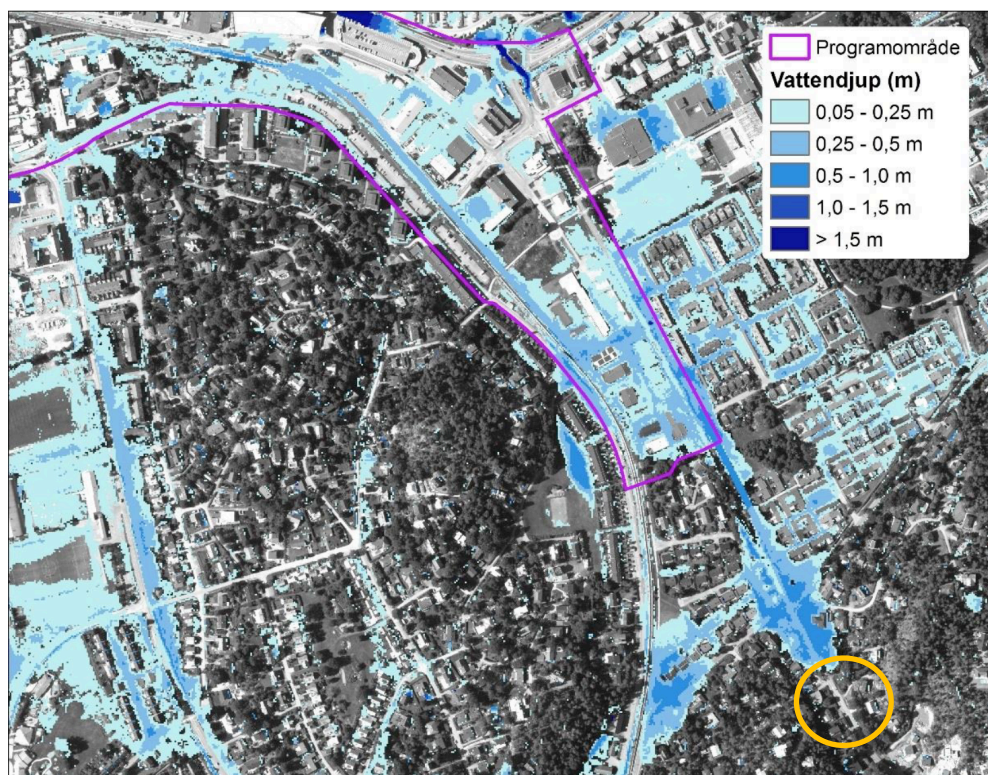 Programområde
Vattendjup (m)
0,05 - 0,25 m
0,25 - 0,5 m
0,5 - 1,0 m
1,0 - 1,5 m
> 1,5 m